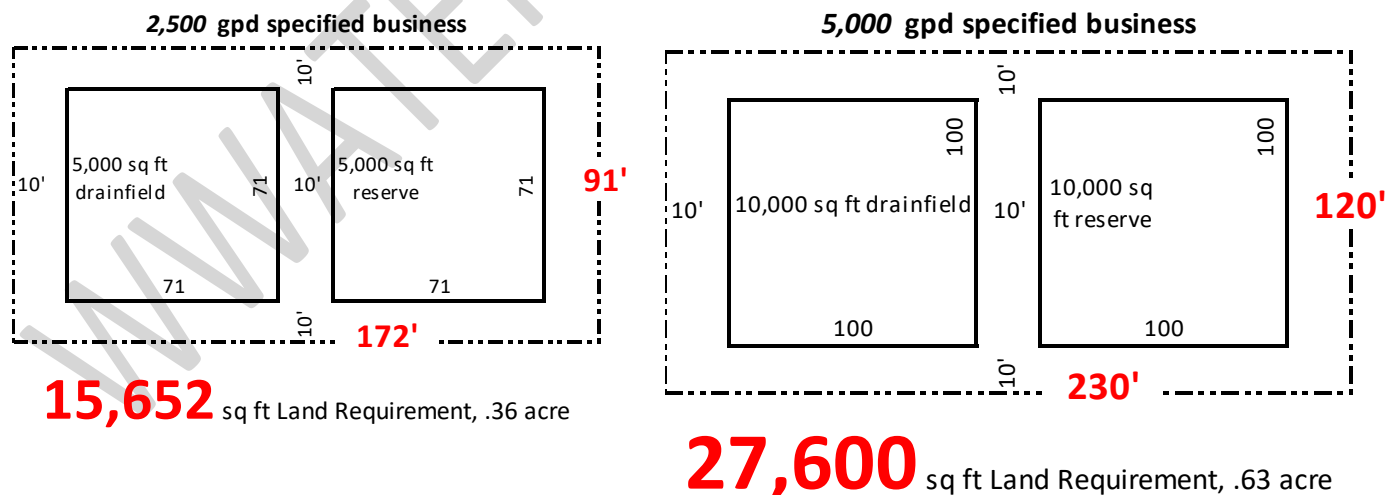 2,500 gpd specified business
10'
10'
5,000 sq ft
drainfield
71
71
10'
5,000 sq ft
reserve
71
71
91'
10'
172'
15,652 sq ft Land Requirement, .36 acre
5,000 gpd specified business
10'
10'
10,000 sq ft drainfield
100
100
10'
10,000 sq
ft reserve
100
100
120'
10'
230'
27,600 sq ft Land Requirement, .63 acre